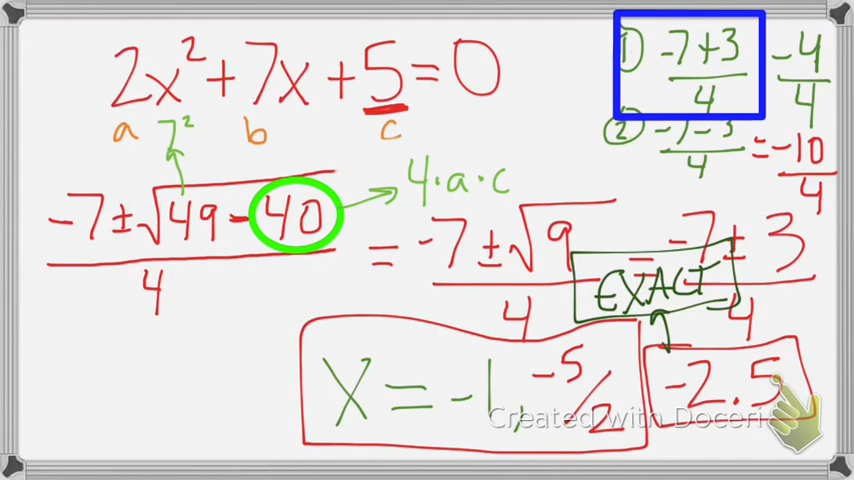 2x² + 7x + 5 = 0
a 7² b c
-7 ± √49 - 40 → 4·a·c
4
= -7 ± √9 / 4 = -7 ± 3 / 4
① -7 + 3 / 4 -4/4
② -7 - 3 / 4 = -10/4
EXACT
X = -1, -5/2
-2.5
Created with Doceri